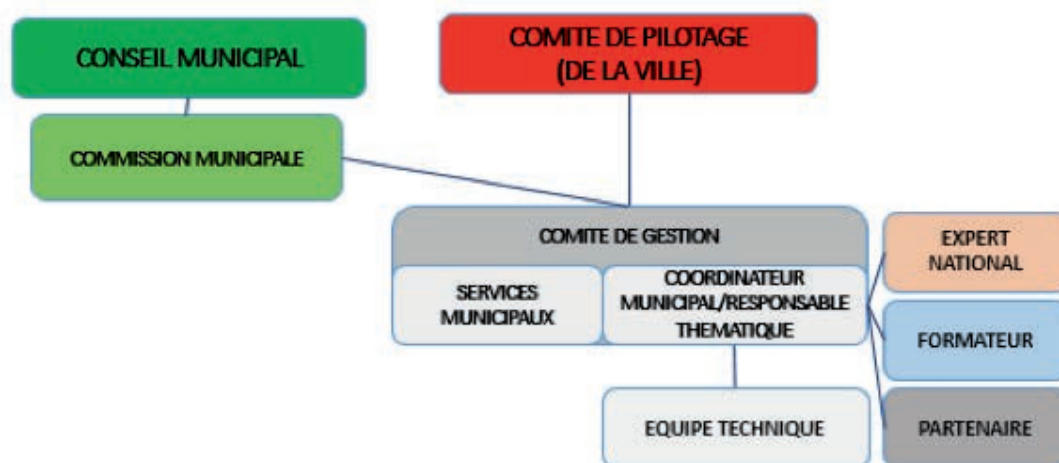 CONSEIL MUNICIPAL
COMITE DE PILOTAGE
(DE LA VILLE)
COMMISSION MUNICIPALE
COMITE DE GESTION
SERVICES
MUNICIPAUX
COORDINATEUR
MUNICIPAL/RESPONSABLE
THEMATIQUE
EXPERT
NATIONAL
FORMATEUR
EQUIPE TECHNIQUE
PARTENAIRE